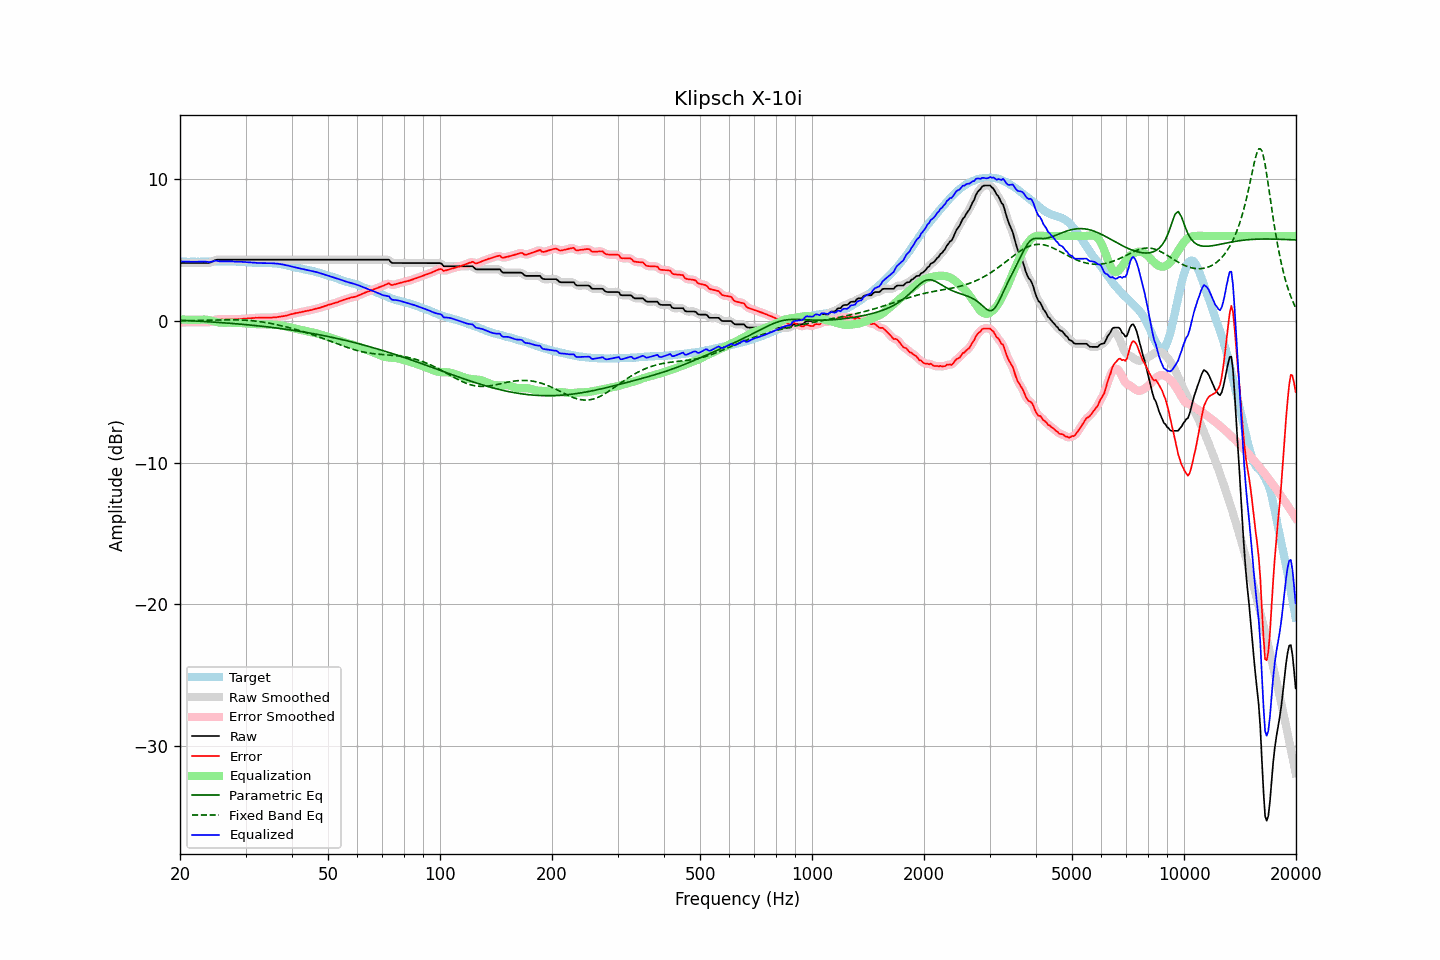 Klipsch X-10i
Amplitude (dBr)
10
0
−10
−20
−30
Target
Raw Smoothed
Error Smoothed
Raw
Error
Equalization
Parametric Eq
Fixed Band Eq
Equalized
20 50 100 200 500 1000 2000 5000 10000 20000
Frequency (Hz)